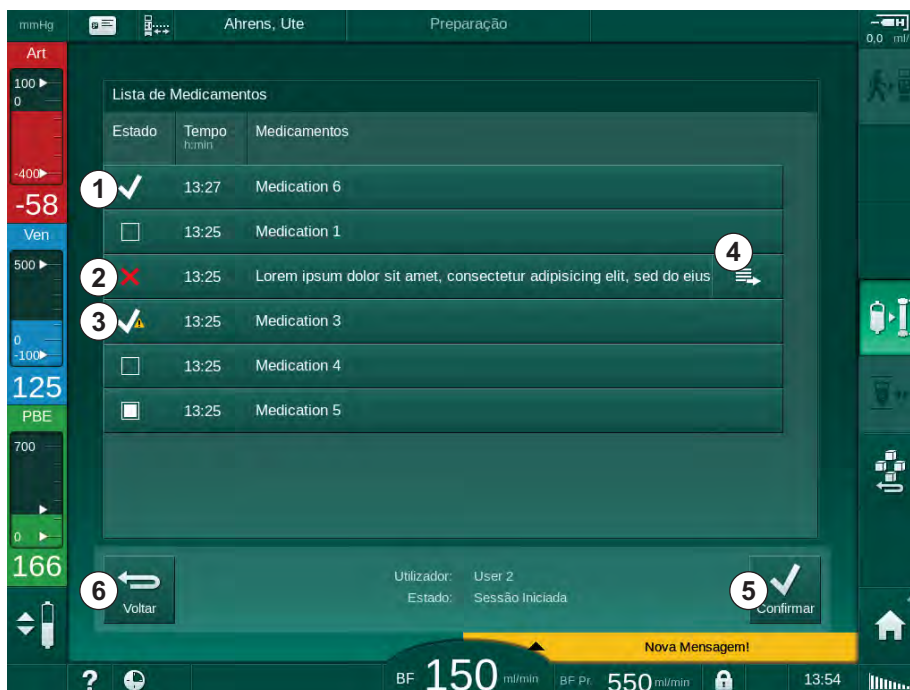 mmHg
Ahrens, Ute
Preparação
0,0 ml/
Art
100
0
-400
-58
Ven
500
0
-100
125
PBE
700
0
166
Lista de Medicamentos
Estado Tempo Medicamentos
h:min
1 13:27 Medication 6
13:25 Medication 1
2 13:25 Lorem ipsum dolor sit amet, consectetur adipisicing elit, sed do eius 4
3 13:25 Medication 3
13:25 Medication 4
13:25 Medication 5
6 Voltar
Utilizador: User 2
Estado: Sessão Iniciada
5 Confirmar
Nova Mensagem!
? BF 150 ml/min BF Pr. 550 ml/min 13:54